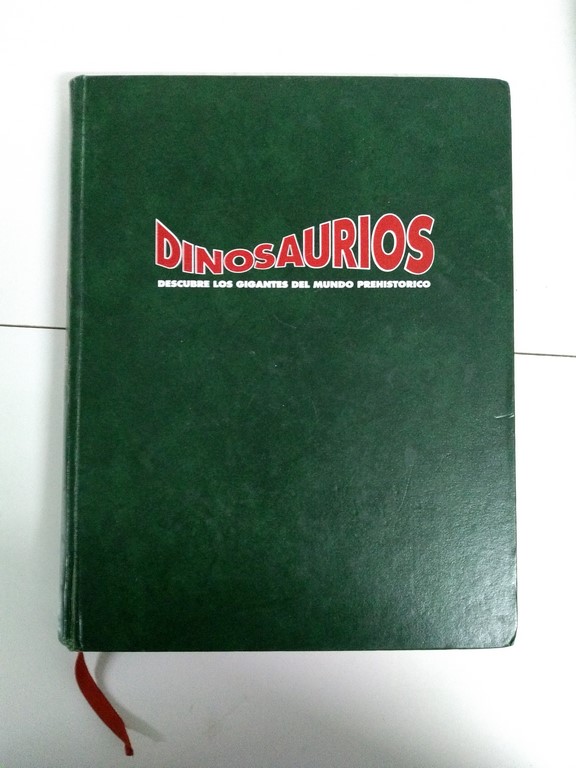 DINOSAURIOS
DESCUBRE LOS GIGANTES DEL MUNDO PREHISTORICO